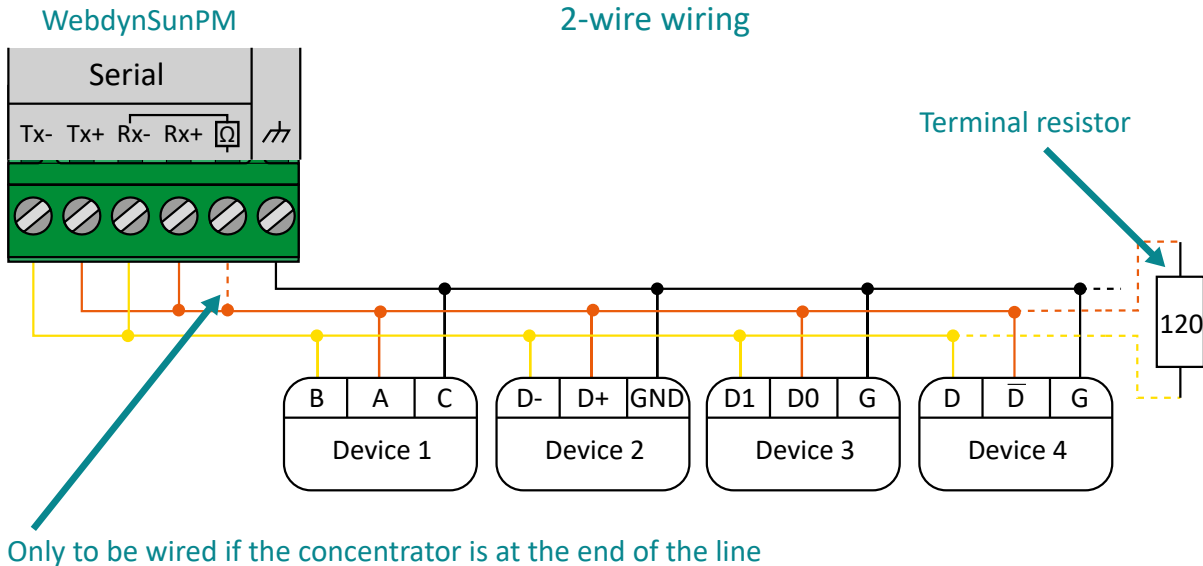 WebdynSunPM
2-wire wiring
Serial
Tx- Tx+ Rx- Rx+ Ω
Terminal resistor
120
B A C
Device 1
D- D+ GND
Device 2
D1 D0 G
Device 3
D D̅ G
Device 4
Only to be wired if the concentrator is at the end of the line